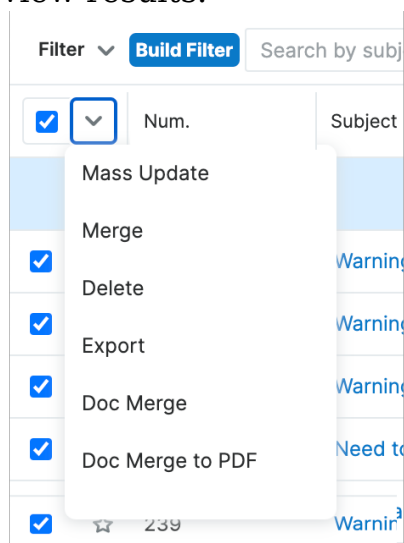 Filter Build Filter Search by subj
Num. Subject
Mass Update
Merge
Warning
Delete
Warning
Export
Warning
Doc Merge
Need to
Doc Merge to PDF
239 Warnin